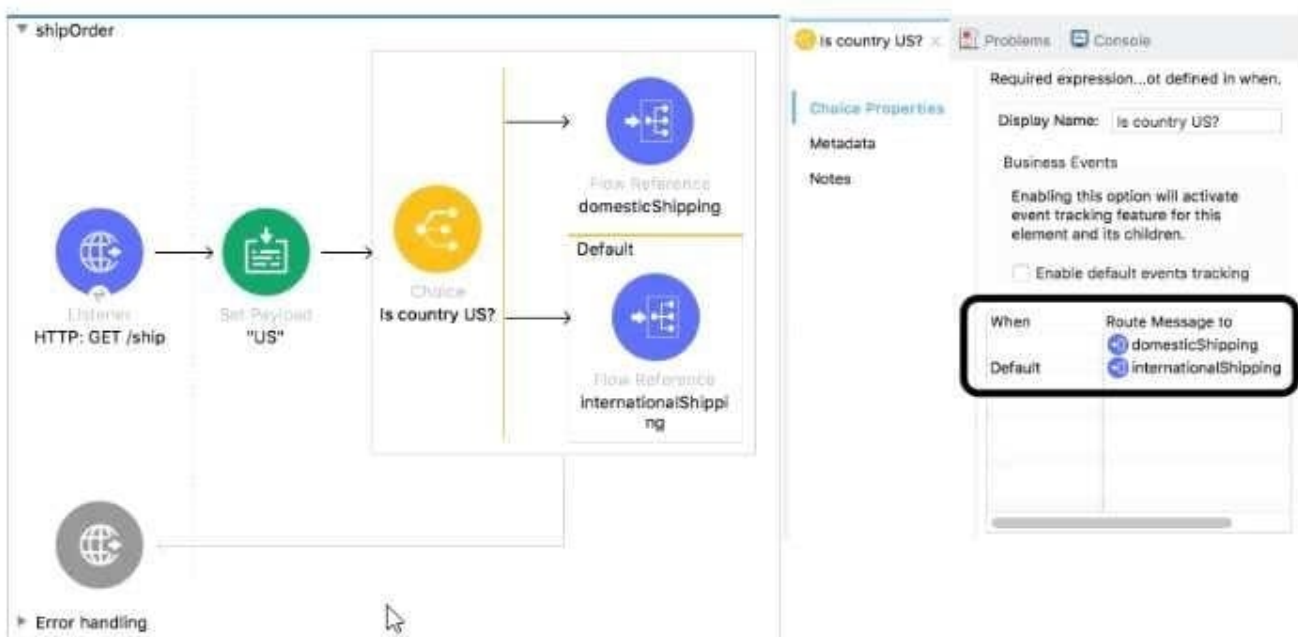 shipOrder
Flow Reference
domesticShipping
Default
Listener
HTTP: GET /ship
Set Payload
"US"
Choice
Is country US?
Flow Reference
internationalShippi
ng
Error handling
Is country US?
Problems
Console
Choice Properties
Metadata
Notes
Required expression...ot defined in when.
Display Name:
Is country US?
Business Events
Enabling this option will activate
event tracking feature for this
element and its children.
Enable default events tracking
When
Route Message to
domesticShipping
Default
internationalShipping